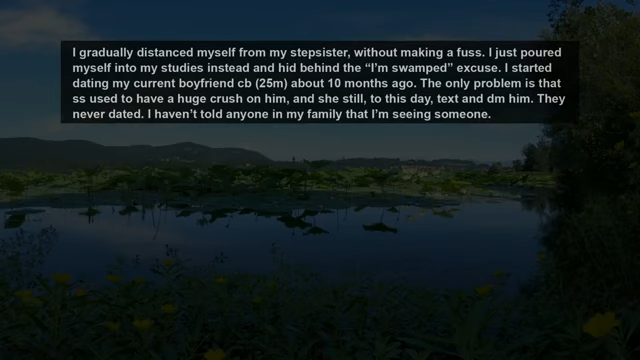 I gradually distanced myself from my stepsister, without making a fuss. I just poured
myself into my studies instead and hid behind the “I’m swamped” excuse. I started
dating my current boyfriend cb (25m) about 10 months ago. The only problem is that
ss used to have a huge crush on him, and she still, to this day, text and dm him. They
never dated. I haven’t told anyone in my family that I’m seeing someone.